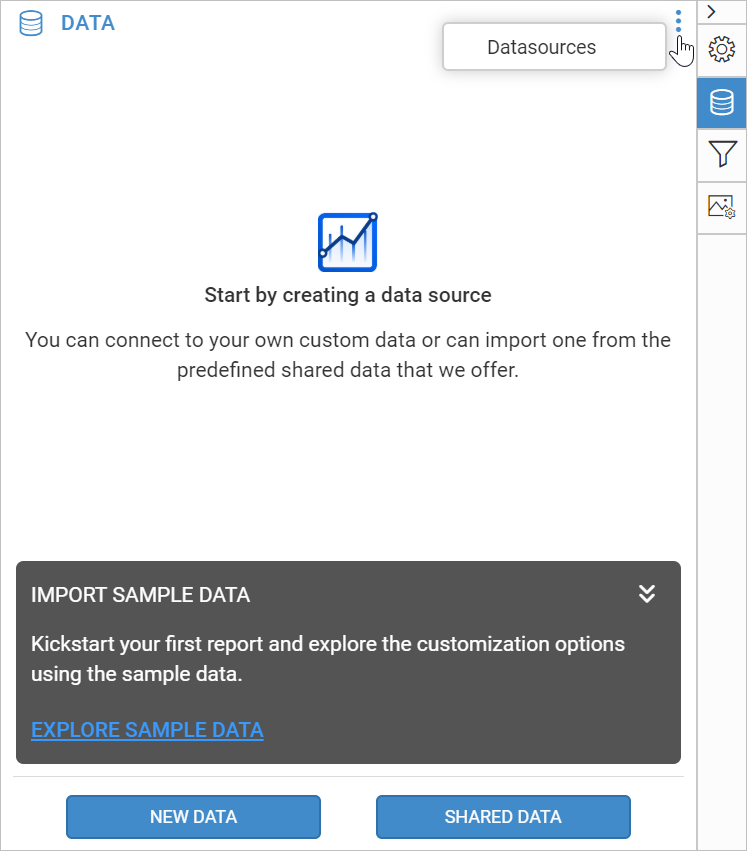 DATA
Datasources
Start by creating a data source
You can connect to your own custom data or can import one from the
predefined shared data that we offer.
IMPORT SAMPLE DATA
Kickstart your first report and explore the customization options
using the sample data.
EXPLORE SAMPLE DATA
NEW DATA
SHARED DATA